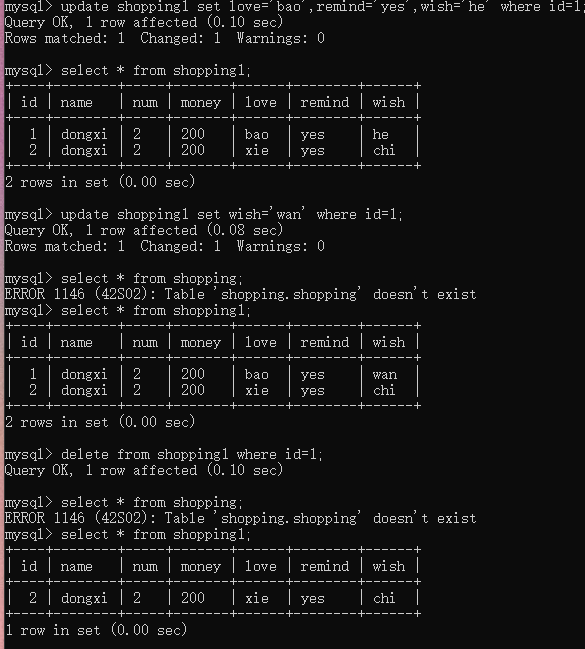 mysql> update shopping1 set love='bao',remind='yes',wish='he' where id=1;
Query OK, 1 row affected (0.10 sec)
Rows matched: 1  Changed: 1  Warnings: 0
mysql> select * from shopping1;
+----+---------+-----+-------+------+--------+------+
| id | name    | num | money | love | remind | wish |
+----+---------+-----+-------+------+--------+------+
|  1 | dongxi  | 2   | 200   | bao  | yes    | he   |
|  2 | dongxi  | 2   | 200   | xie  | yes    | chi  |
+----+---------+-----+-------+------+--------+------+
2 rows in set (0.00 sec)
mysql> update shopping1 set wish='wan' where id=1;
Query OK, 1 row affected (0.08 sec)
Rows matched: 1  Changed: 1  Warnings: 0
mysql> select * from shopping;
ERROR 1146 (42S02): Table 'shopping.shopping' doesn't exist
mysql> select * from shopping1;
+----+---------+-----+-------+------+--------+------+
| id | name    | num | money | love | remind | wish |
+----+---------+-----+-------+------+--------+------+
|  1 | dongxi  | 2   | 200   | bao  | yes    | wan  |
|  2 | dongxi  | 2   | 200   | xie  | yes    | chi  |
+----+---------+-----+-------+------+--------+------+
2 rows in set (0.00 sec)
mysql> delete from shopping1 where id=1;
Query OK, 1 row affected (0.10 sec)
mysql> select * from shopping;
ERROR 1146 (42S02): Table 'shopping.shopping' doesn't exist
mysql> select * from shopping1;
+----+---------+-----+-------+------+--------+------+
| id | name    | num | money | love | remind | wish |
+----+---------+-----+-------+------+--------+------+
|  2 | dongxi  | 2   | 200   | xie  | yes    | chi  |
+----+---------+-----+-------+------+--------+------+
1 row in set (0.00 sec)